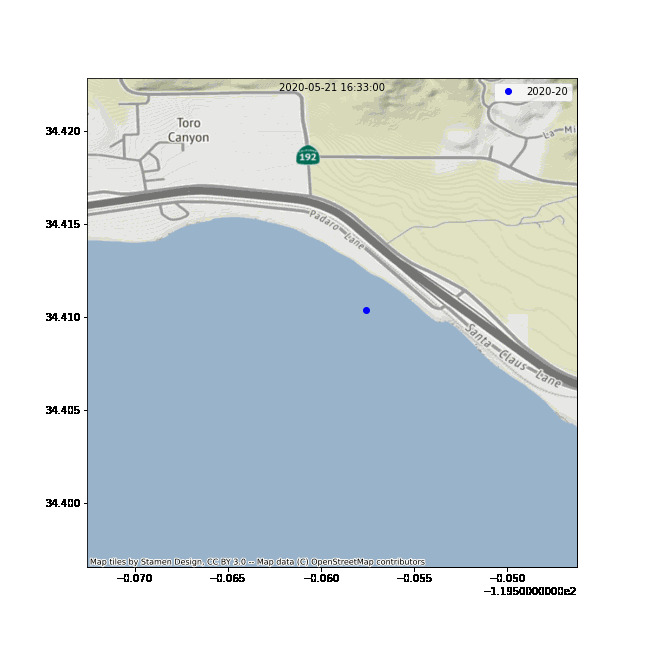 2020-05-21 16:33:00
2020-20
Toro
Canyon
192
La Mi
Padaro Lane
Santa Claus Lane
34.420
34.415
34.410
34.405
34.400
Map tiles by Stamen Design, CC BY 3.0 -- Map data (C) OpenStreetMap contributors
−0.070
−0.065
−0.060
−0.055
−0.050